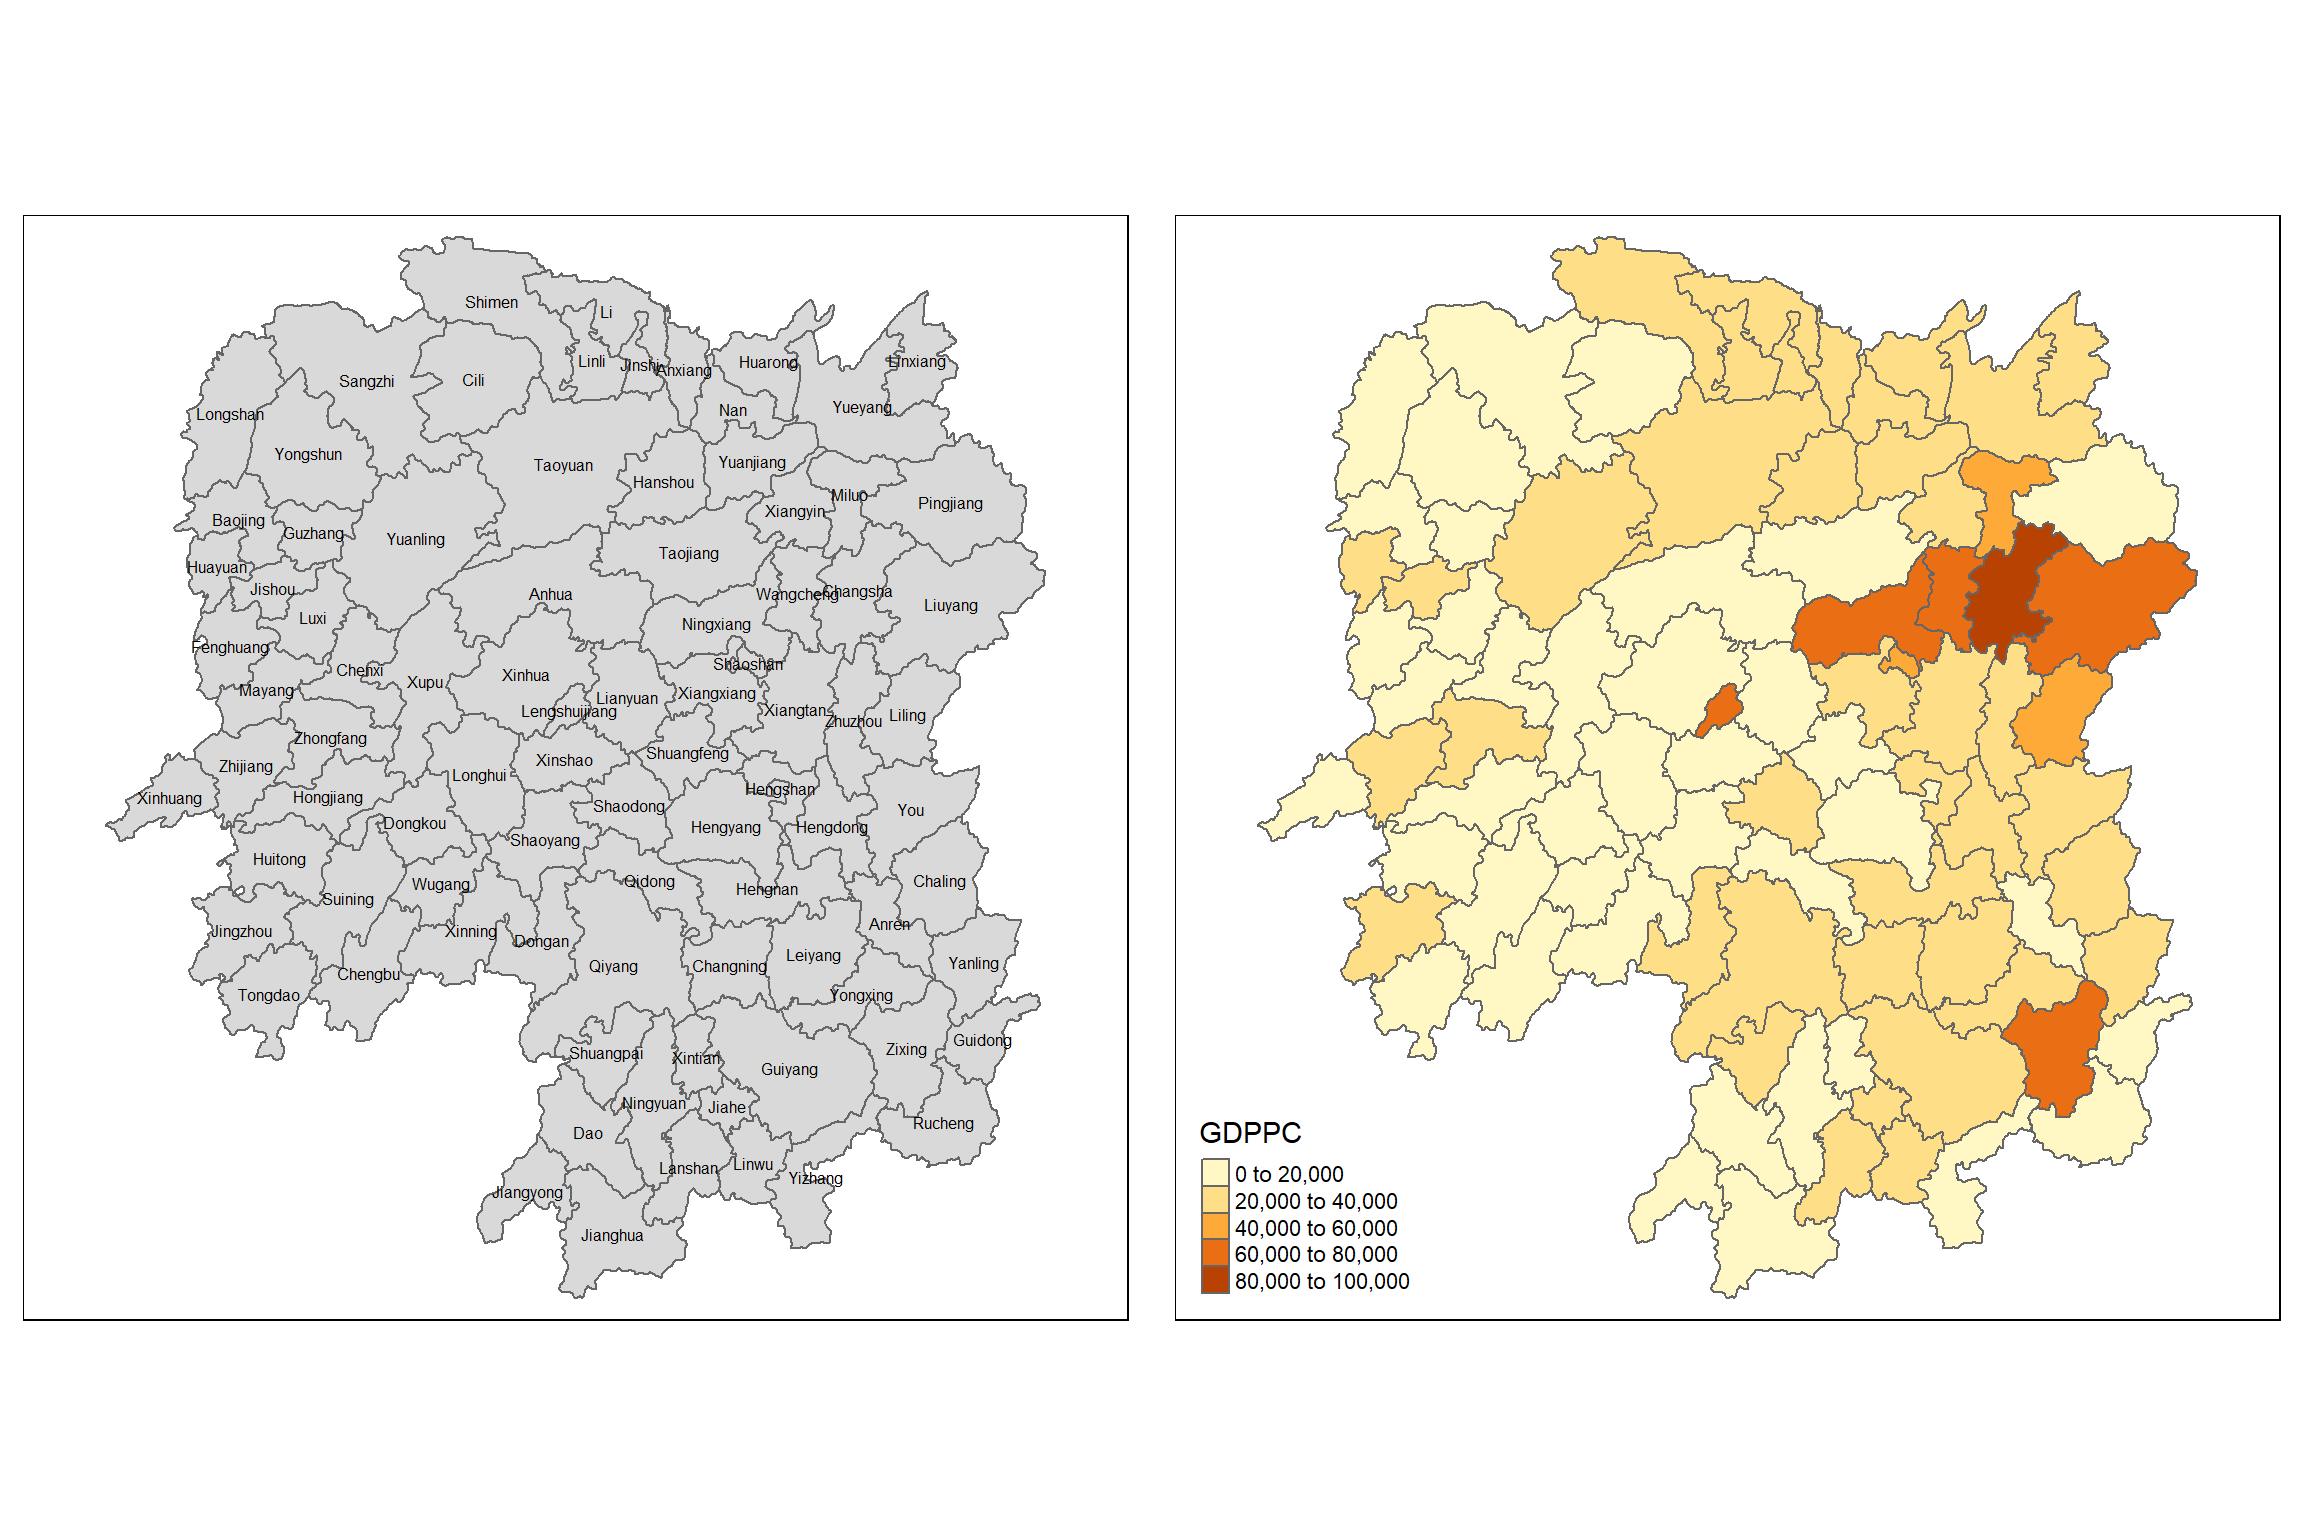 Shimen
Li
Linli
Jinshi
Anxiang
Huarong
Linxiang
Sangzhi
Cili
Nan
Yueyang
Longshan
Yongshun
Taoyuan
Yuanjiang
Hanshou
Miluo
Pingjiang
Xiangyin
Baojing
Guzhang
Yuanling
Taojiang
Huayuan
Jishou
Anhua
Wangcheng
Changsha
Liuyang
Luxi
Ningxiang
Fenghuang
Shaoshan
Chenxi
Xinhua
Xupu
Mayang
Xiangxiang
Lianyuan
Lengshuijiang
Xiangtan
Zhuzhou
Liling
Zhongfang
Shuangfeng
Xinshao
Zhijiang
Longhui
Hengshan
Xinhuang
Hongjiang
Shaodong
You
Dongkou
Hengyang
Hengdong
Shaoyang
Huitong
Qidong
Chaling
Wugang
Hengnan
Suining
Anren
Jingzhou
Xinning
Dongan
Leiyang
Qiyang
Changning
Yanling
Chengbu
Tongdao
Yongxing
Guidong
Zixing
Shuangpai
Xintian
Guiyang
Ningyuan
Jiahe
Rucheng
Dao
Linwu
Lanshan
Yizhang
Jiangyong
Jianghua
GDPPC
0 to 20,000
20,000 to 40,000
40,000 to 60,000
60,000 to 80,000
80,000 to 100,000